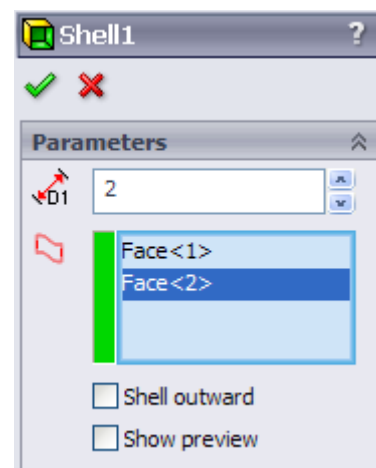 Shell1 ?
Parameters
D1 2
Face<1>
Face<2>
Shell outward
Show preview